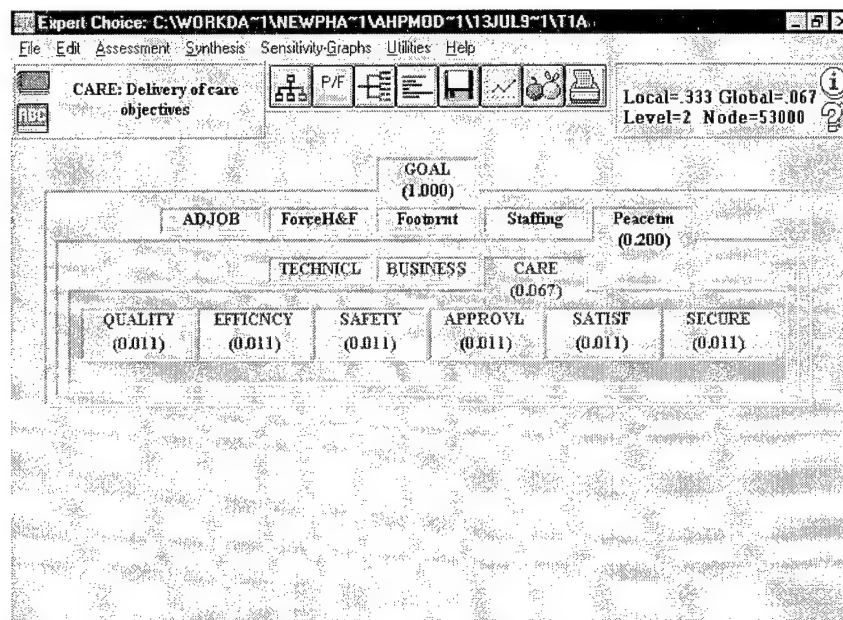 Expert Choice: C:\WORKDA~1\NEWPHA~1\AHPMOD~1\13JUL9~1\T1A
File Edit Assessment Synthesis Sensitivity-Graphs Utilities Help
CARE: Delivery of care
objectives
ABC
P/F
Local=.333 Global=.067
Level=2 Node=53000
GOAL
(1.000)
ADJOB ForceH&F Footprnt Staffing Peacetm
(0.200)
TECHNICL BUSINESS CARE
(0.067)
QUALITY EFFICNCY SAFETY APPROVL SATISF SECURE
(0.011) (0.011) (0.011) (0.011) (0.011) (0.011)